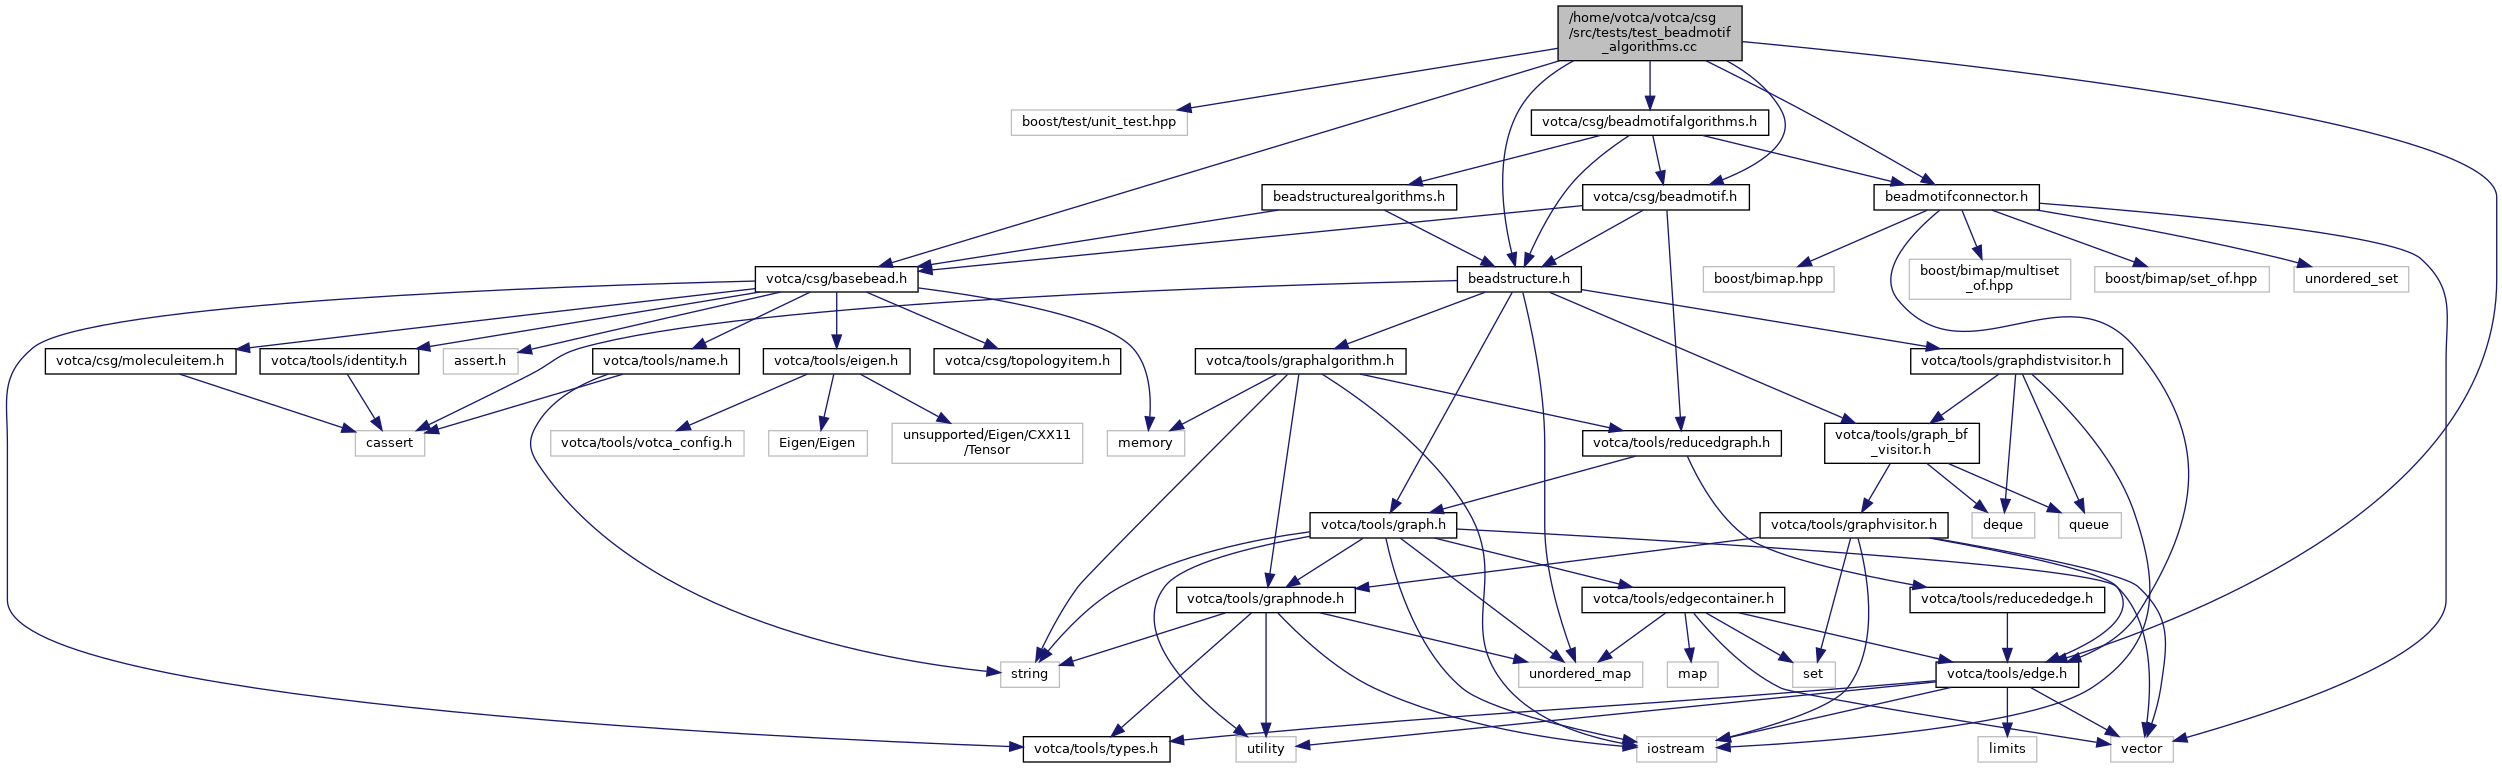 /home/votca/votca/csg
/src/tests/test_beadmotif
_algorithms.cc
boost/test/unit_test.hpp
votca/csg/beadmotifalgorithms.h
beadstructurealgorithms.h
votca/csg/beadmotif.h
beadmotifconnector.h
votca/csg/basebead.h
beadstructure.h
boost/bimap.hpp
boost/bimap/multiset
_of.hpp
boost/bimap/set_of.hpp
unordered_set
votca/csg/moleculeitem.h
votca/tools/identity.h
assert.h
votca/tools/name.h
votca/tools/eigen.h
votca/csg/topologyitem.h
votca/tools/graphalgorithm.h
votca/tools/graphdistvisitor.h
cassert
votca/tools/votca_config.h
Eigen/Eigen
unsupported/Eigen/CXX11
/Tensor
memory
votca/tools/reducedgraph.h
votca/tools/graph_bf
_visitor.h
votca/tools/graph.h
votca/tools/graphvisitor.h
deque
queue
votca/tools/graphnode.h
votca/tools/edgecontainer.h
votca/tools/reducededge.h
string
unordered_map
map
set
votca/tools/edge.h
votca/tools/types.h
utility
iostream
limits
vector